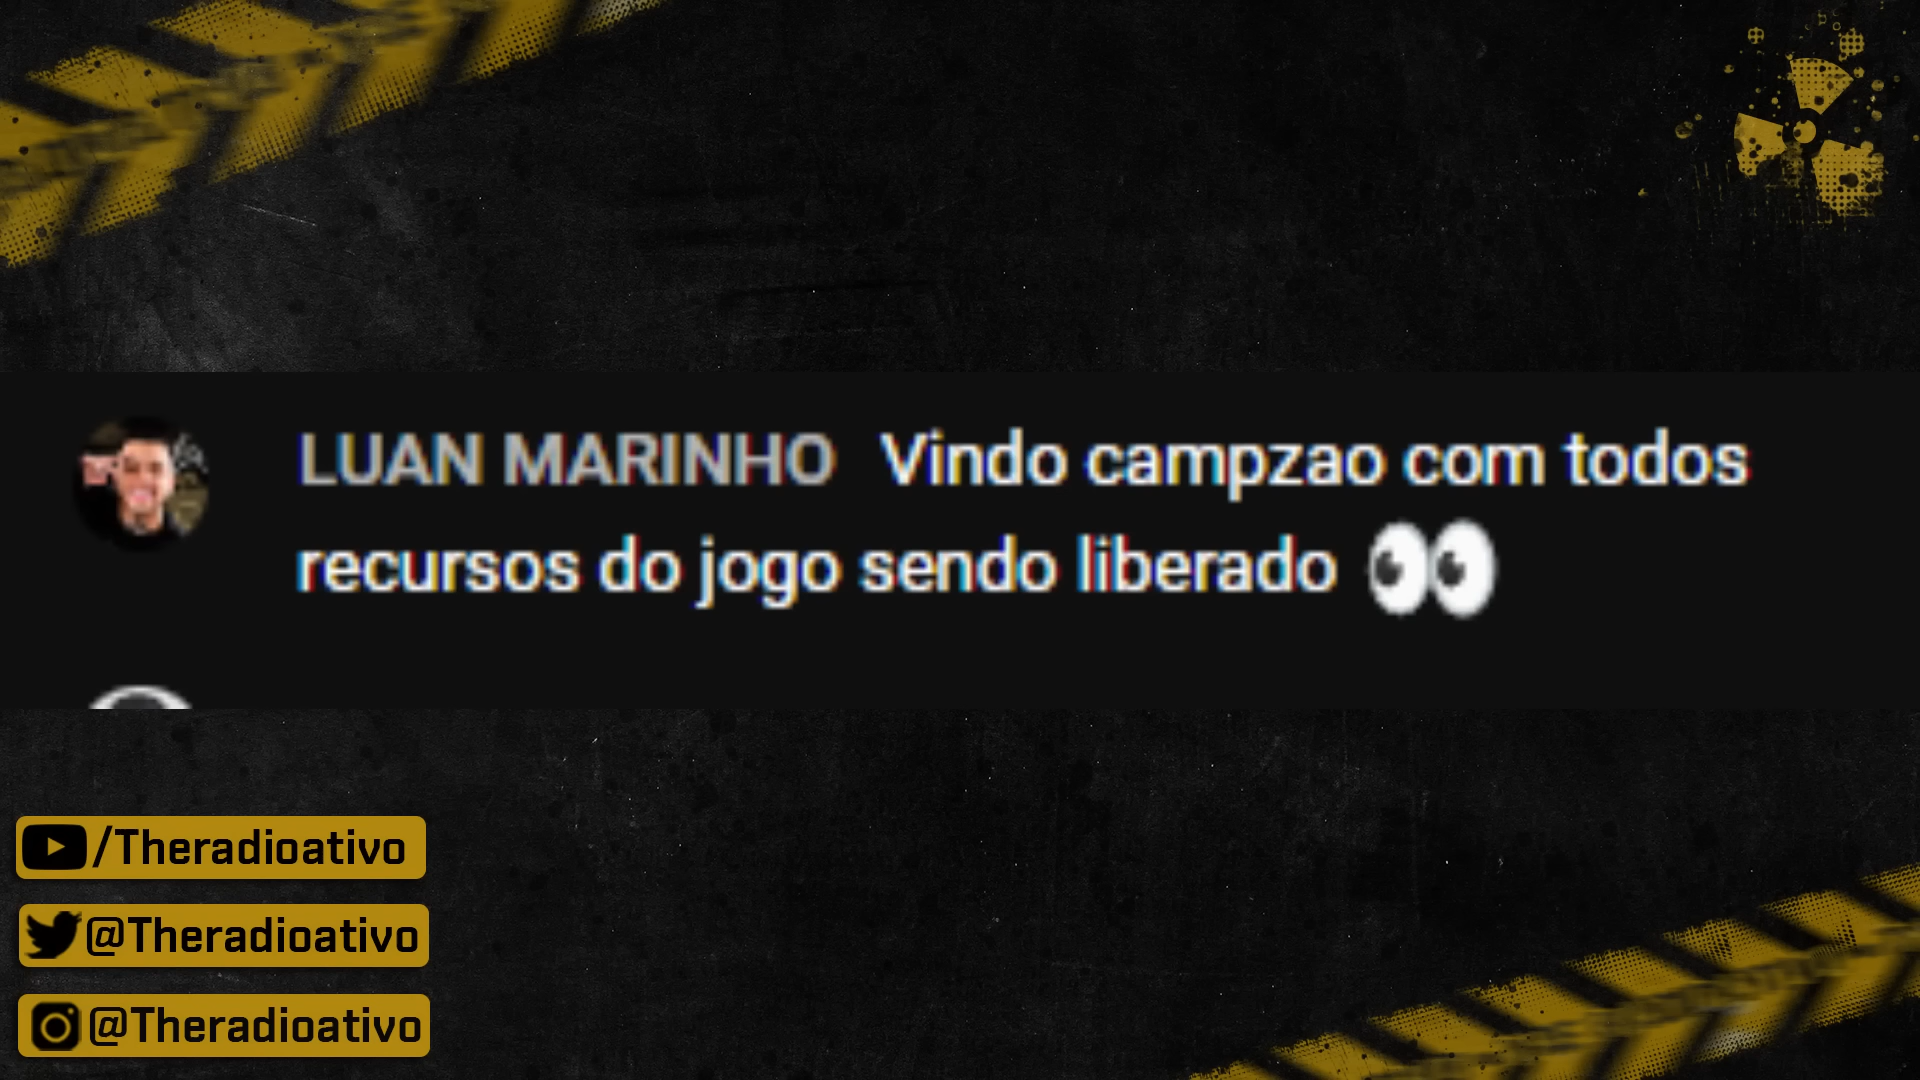 LUAN MARINHO Vindo campzao com todos
recursos do jogo sendo liberado 👀
/Theradioativo
@Theradioativo
@Theradioativo